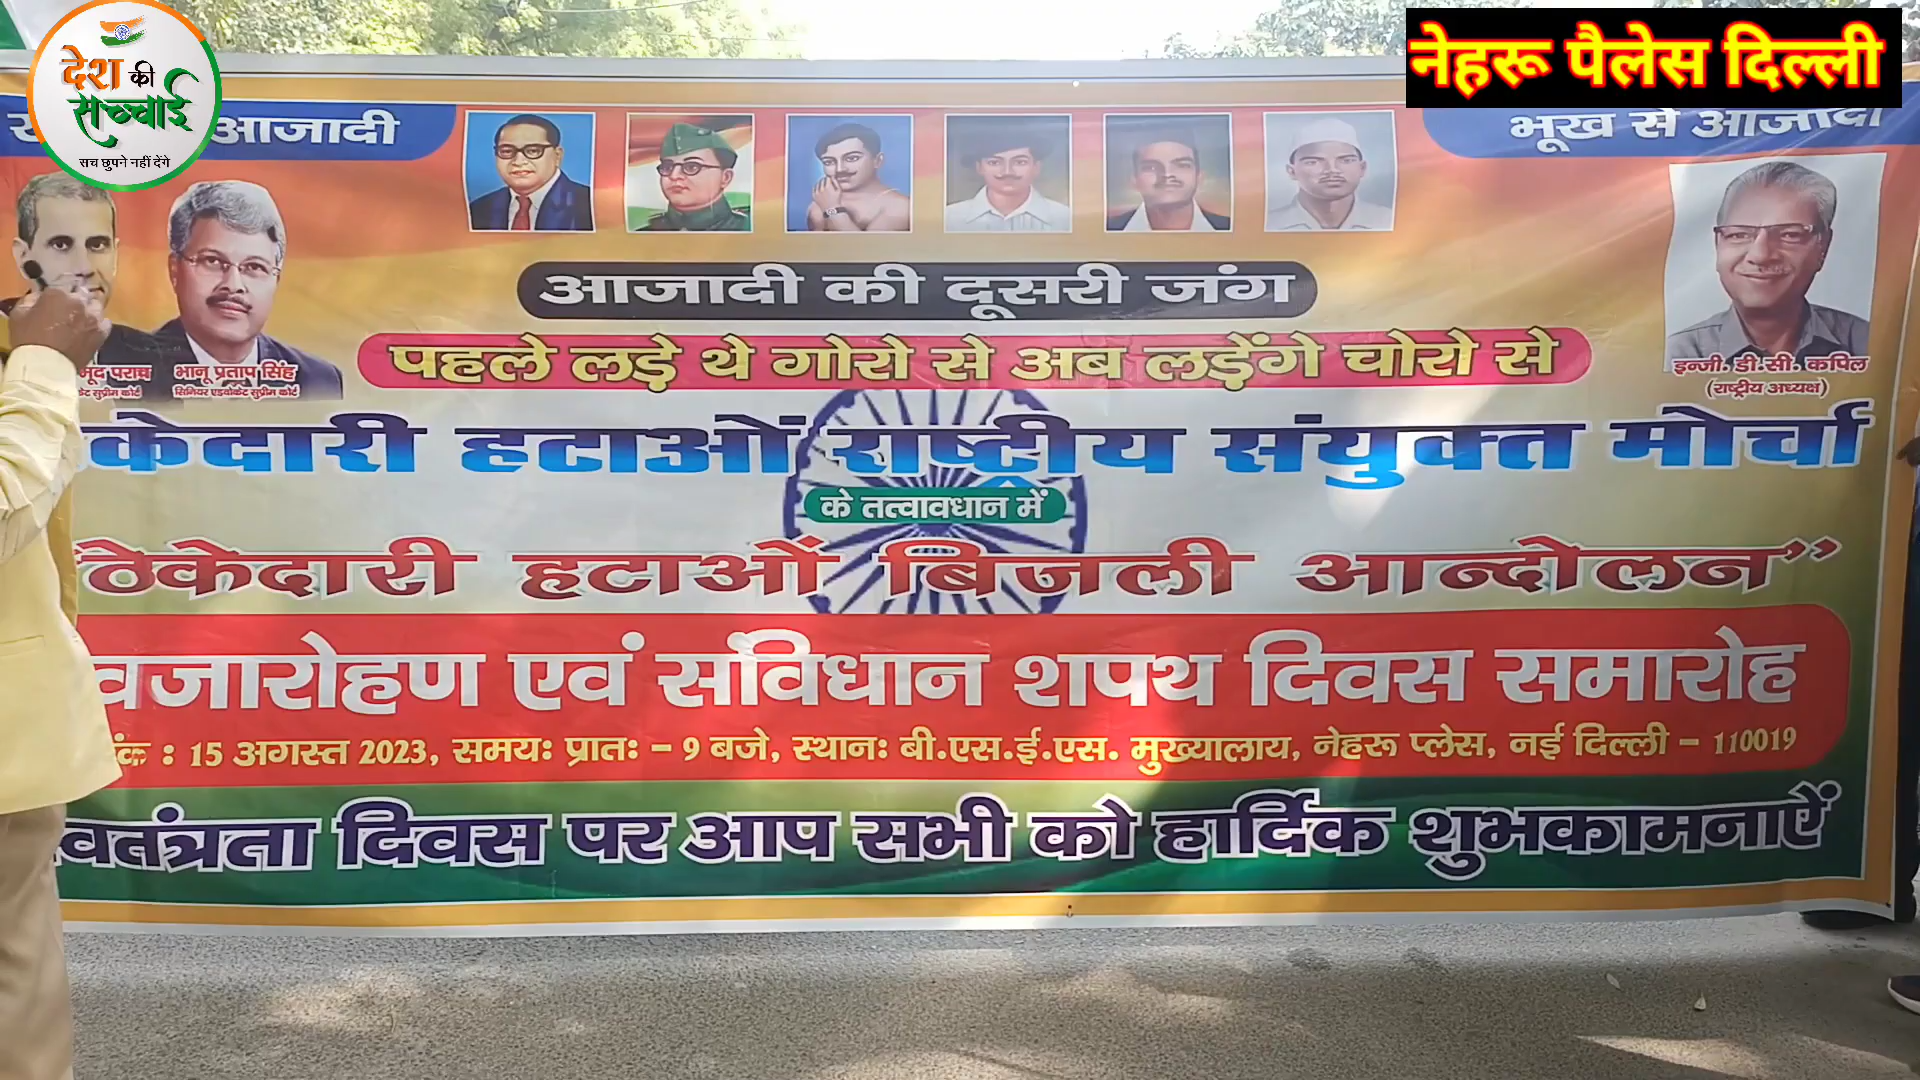 देश की
सच्चाई
सच छुपने नहीं देंगे
नेहरू पैलेस दिल्ली
आजादी
भूख से आजादी
आजादी की दूसरी जंग
पहले लड़े थे गोरो से अब लड़ेंगे चोरो से
भानू प्रताप सिंह
सिनियर एडवोकेट सुप्रीम कोर्ट
सुप्रीम कोर्ट
इन्जी. डी.सी. कपिल
(राष्ट्रीय अध्यक्ष)
केदारी हटाओं राष्ट्रीय संयुक्त मोर्चा
के तत्वावधान में
“ठेकेदारी हटाओं बिजली आन्दोलन”
वजारोहण एवं संविधान शपथ दिवस समारोह
: 15 अगस्त 2023, समयः प्रातः – 9 बजे, स्थानः बी.एस.ई.एस. मुख्यालाय, नेहरू प्लेस, नई दिल्ली – 110019
वतंत्रता दिवस पर आप सभी को हार्दिक शुभकामनाऐं